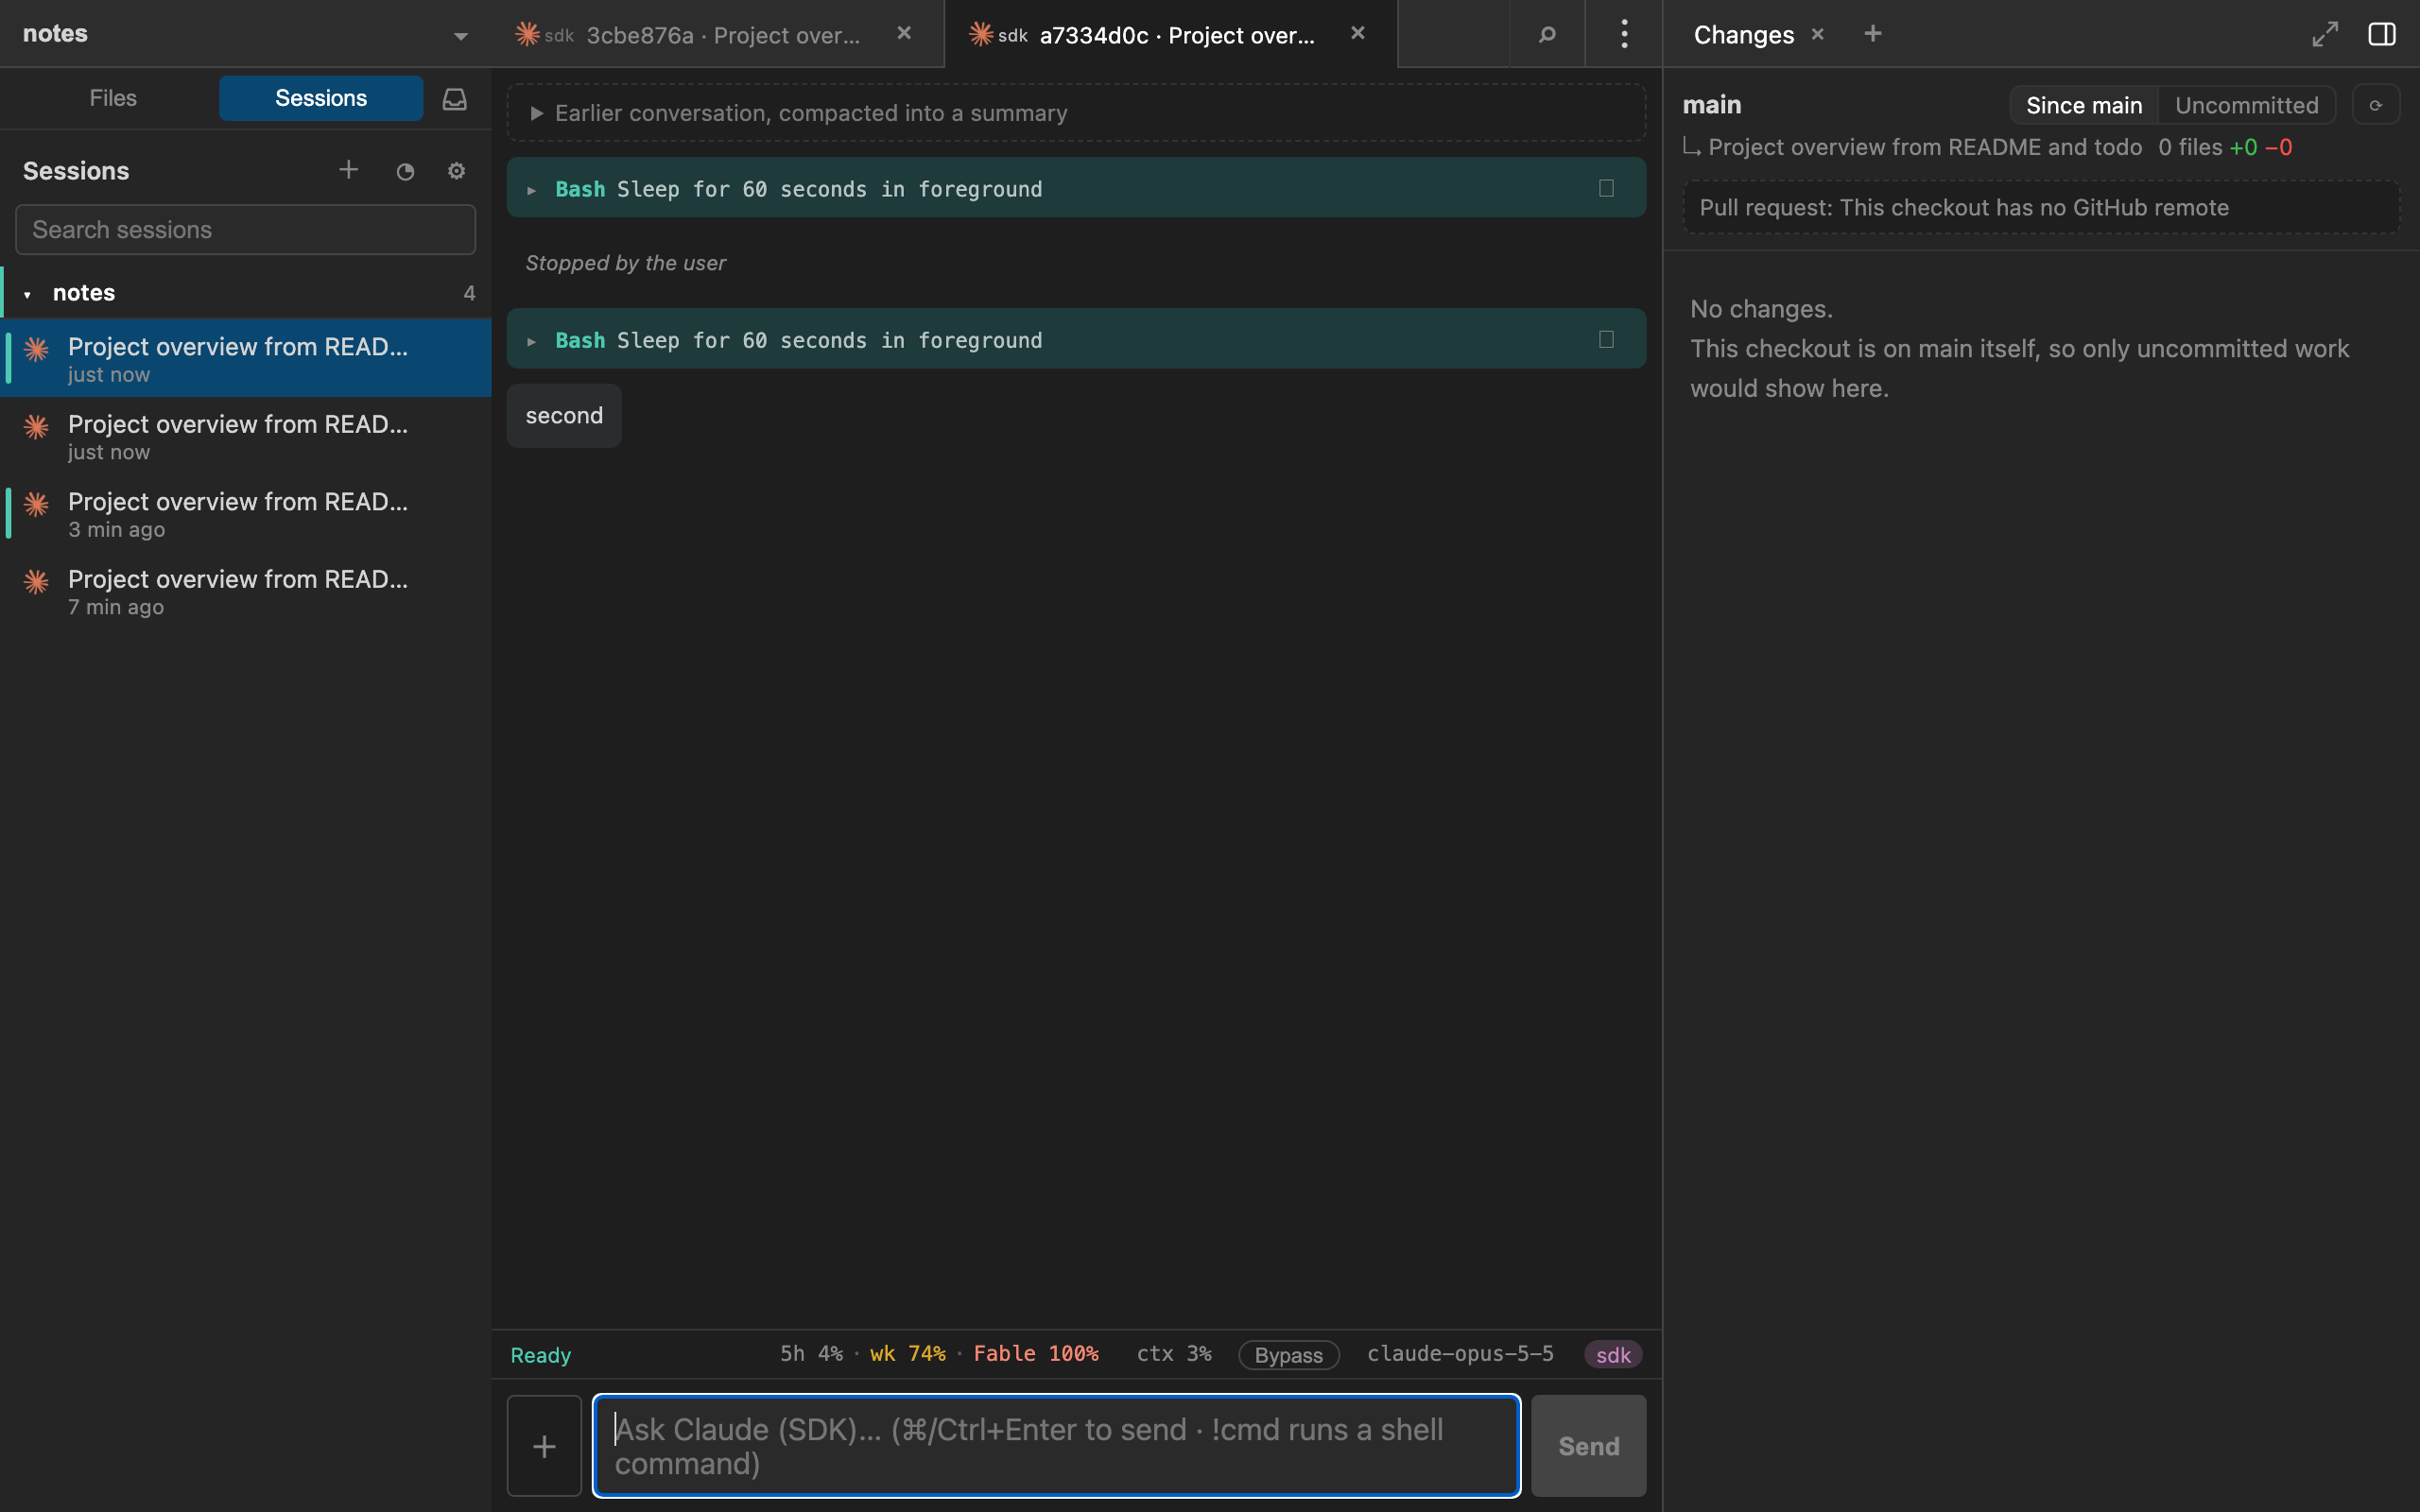 notes
Files
Sessions
Sessions
Search sessions
notes
4
Project overview from READ...
just now
Project overview from READ...
just now
Project overview from READ...
3 min ago
Project overview from READ...
7 min ago
sdk 3cbe876a · Project over...
sdk a7334d0c · Project over...
Earlier conversation, compacted into a summary
Bash Sleep for 60 seconds in foreground
Stopped by the user
Bash Sleep for 60 seconds in foreground
second
Ready
5h 4% · wk 74% · Fable 100%
ctx 3%
Bypass
claude-opus-5-5
sdk
Ask Claude (SDK)... (⌘/Ctrl+Enter to send · !cmd runs a shell
command)
Send
Changes
main
Since main
Uncommitted
Project overview from README and todo 0 files +0 −0
Pull request: This checkout has no GitHub remote
No changes.
This checkout is on main itself, so only uncommitted work
would show here.